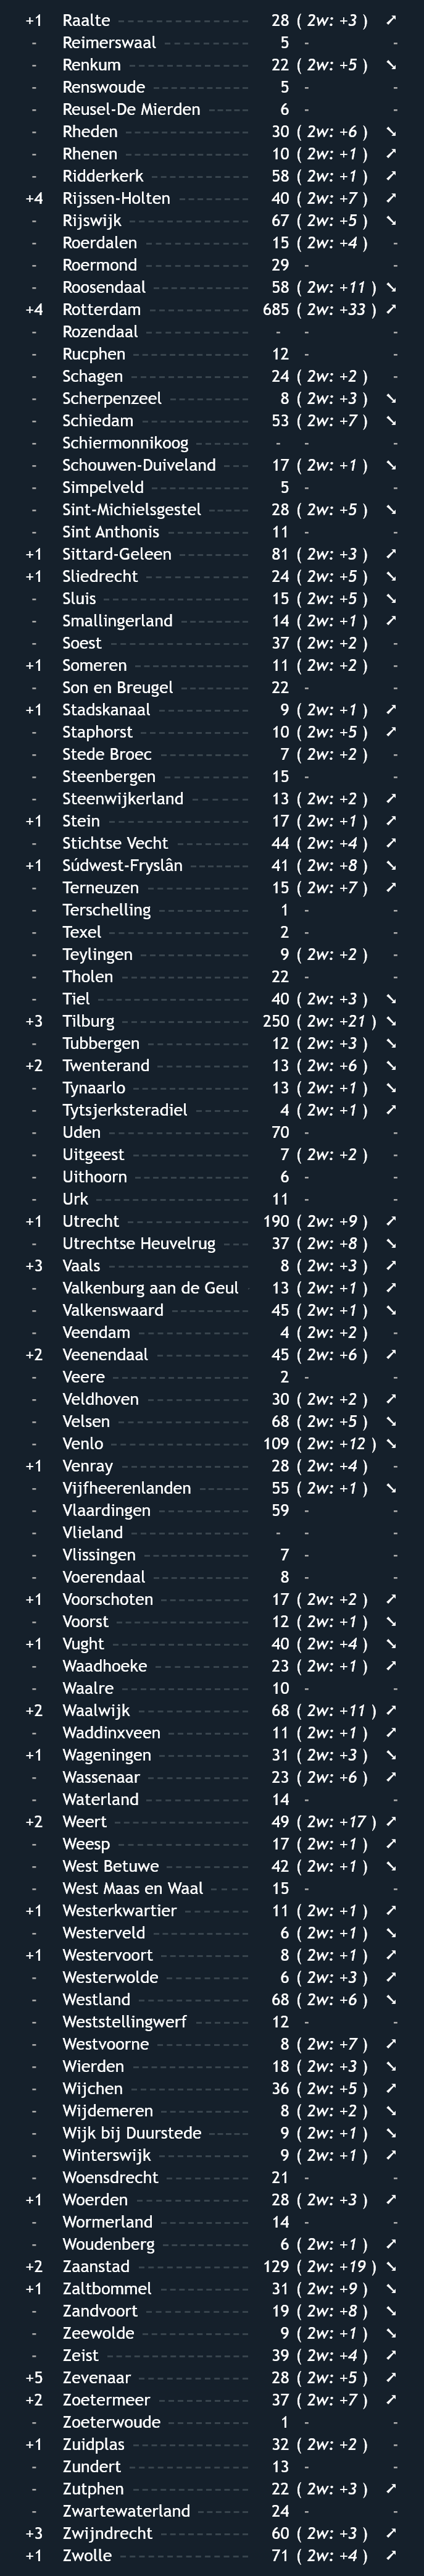 +1 Raalte 28 ( 2w: +3 ) ↗
- Reimerswaal 5 - -
- Renkum 22 ( 2w: +5 ) ↘
- Renswoude 5 - -
- Reusel-De Mierden 6 - -
- Rheden 30 ( 2w: +6 ) ↘
- Rhenen 10 ( 2w: +1 ) ↗
- Ridderkerk 58 ( 2w: +1 ) ↗
+4 Rijssen-Holten 40 ( 2w: +7 ) ↗
- Rijswijk 67 ( 2w: +5 ) ↘
- Roerdalen 15 ( 2w: +4 ) -
- Roermond 29 - -
- Roosendaal 58 ( 2w: +11 ) ↘
+4 Rotterdam 685 ( 2w: +33 ) ↗
- Rozendaal - - -
- Rucphen 12 - -
- Schagen 24 ( 2w: +2 ) -
- Scherpenzeel 8 ( 2w: +3 ) ↘
- Schiedam 53 ( 2w: +7 ) ↗
- Schiermonnikoog - - -
- Schouwen-Duiveland 17 ( 2w: +1 ) ↘
- Simpelveld 5 - -
- Sint-Michielsgestel 28 ( 2w: +5 ) ↘
- Sint Anthonis 11 - -
+1 Sittard-Geleen 81 ( 2w: +3 ) ↗
+1 Sliedrecht 24 ( 2w: +5 ) ↘
- Sluis 15 ( 2w: +5 ) ↘
- Smallingerland 14 ( 2w: +1 ) ↗
- Soest 37 ( 2w: +2 ) -
+1 Someren 11 ( 2w: +2 ) -
- Son en Breugel 22 - -
+1 Stadskanaal 9 ( 2w: +1 ) ↗
- Staphorst 10 ( 2w: +5 ) ↗
- Stede Broec 7 ( 2w: +2 ) -
- Steenbergen 15 - -
- Steenwijkerland 13 ( 2w: +2 ) ↗
+1 Stein 17 ( 2w: +1 ) ↗
- Stichtse Vecht 44 ( 2w: +4 ) ↗
+1 Súdwest-Fryslân 41 ( 2w: +8 ) ↘
- Terneuzen 15 ( 2w: +7 ) ↗
- Terschelling 1 - -
- Texel 2 - -
- Teylingen 9 ( 2w: +2 ) -
- Tholen 22 - -
- Tiel 40 ( 2w: +3 ) ↘
+3 Tilburg 250 ( 2w: +21 ) ↘
- Tubbergen 12 ( 2w: +3 ) ↘
+2 Twenterand 13 ( 2w: +6 ) ↘
- Tynaarlo 13 ( 2w: +1 ) ↘
- Tytsjerksteradiel 4 ( 2w: +1 ) ↗
- Uden 70 - -
- Uitgeest 7 ( 2w: +2 ) -
- Uithoorn 6 - -
- Urk 11 - -
+1 Utrecht 190 ( 2w: +9 ) ↗
- Utrechtse Heuvelrug 37 ( 2w: +8 ) ↘
+3 Vaals 8 ( 2w: +3 ) ↗
- Valkenburg aan de Geul 13 ( 2w: +1 ) ↗
- Valkenswaard 45 ( 2w: +1 ) ↘
- Veendam 4 ( 2w: +2 ) -
+2 Veenendaal 45 ( 2w: +6 ) ↗
- Veere 2 - -
- Veldhoven 30 ( 2w: +2 ) ↗
- Velsen 68 ( 2w: +5 ) ↘
- Venlo 109 ( 2w: +12 ) ↘
+1 Venray 28 ( 2w: +4 ) -
- Vijfheerenlanden 55 ( 2w: +1 ) ↘
- Vlaardingen 59 - -
- Vlieland - - -
- Vlissingen 7 - -
- Voerendaal 8 - -
+1 Voorschoten 17 ( 2w: +2 ) ↗
- Voorst 12 ( 2w: +1 ) ↘
+1 Vught 40 ( 2w: +4 ) ↘
- Waadhoeke 23 ( 2w: +1 ) ↗
- Waalre 10 - -
+2 Waalwijk 68 ( 2w: +11 ) ↗
- Waddinxveen 11 ( 2w: +1 ) ↗
+1 Wageningen 31 ( 2w: +3 ) ↘
- Wassenaar 23 ( 2w: +6 ) ↗
- Waterland 14 - -
+2 Weert 49 ( 2w: +17 ) ↗
- Weesp 17 ( 2w: +1 ) ↗
- West Betuwe 42 ( 2w: +1 ) ↘
- West Maas en Waal 15 - -
+1 Westerkwartier 11 ( 2w: +1 ) ↗
- Westerveld 6 ( 2w: +1 ) ↘
+1 Westervoort 8 ( 2w: +1 ) ↗
- Westerwolde 6 ( 2w: +3 ) ↗
- Westland 68 ( 2w: +6 ) ↘
- Weststellingwerf 12 - -
- Westvoorne 8 ( 2w: +7 ) ↗
- Wierden 18 ( 2w: +3 ) ↘
- Wijchen 36 ( 2w: +5 ) ↗
- Wijdemeren 8 ( 2w: +2 ) ↘
- Wijk bij Duurstede 9 ( 2w: +1 ) ↘
- Winterswijk 9 ( 2w: +1 ) ↗
- Woensdrecht 21 - -
+1 Woerden 28 ( 2w: +3 ) ↗
- Wormerland 14 - -
- Woudenberg 6 ( 2w: +1 ) ↗
+2 Zaanstad 129 ( 2w: +19 ) ↘
+1 Zaltbommel 31 ( 2w: +9 ) ↘
- Zandvoort 19 ( 2w: +8 ) ↘
- Zeewolde 9 ( 2w: +1 ) ↘
- Zeist 39 ( 2w: +4 ) ↗
+5 Zevenaar 28 ( 2w: +5 ) ↗
+2 Zoetermeer 37 ( 2w: +7 ) ↗
- Zoeterwoude 1 - -
+1 Zuidplas 32 ( 2w: +2 ) -
- Zundert 13 - -
- Zutphen 22 ( 2w: +3 ) ↗
- Zwartewaterland 24 - -
+3 Zwijndrecht 60 ( 2w: +3 ) ↗
+1 Zwolle 71 ( 2w: +4 ) ↗